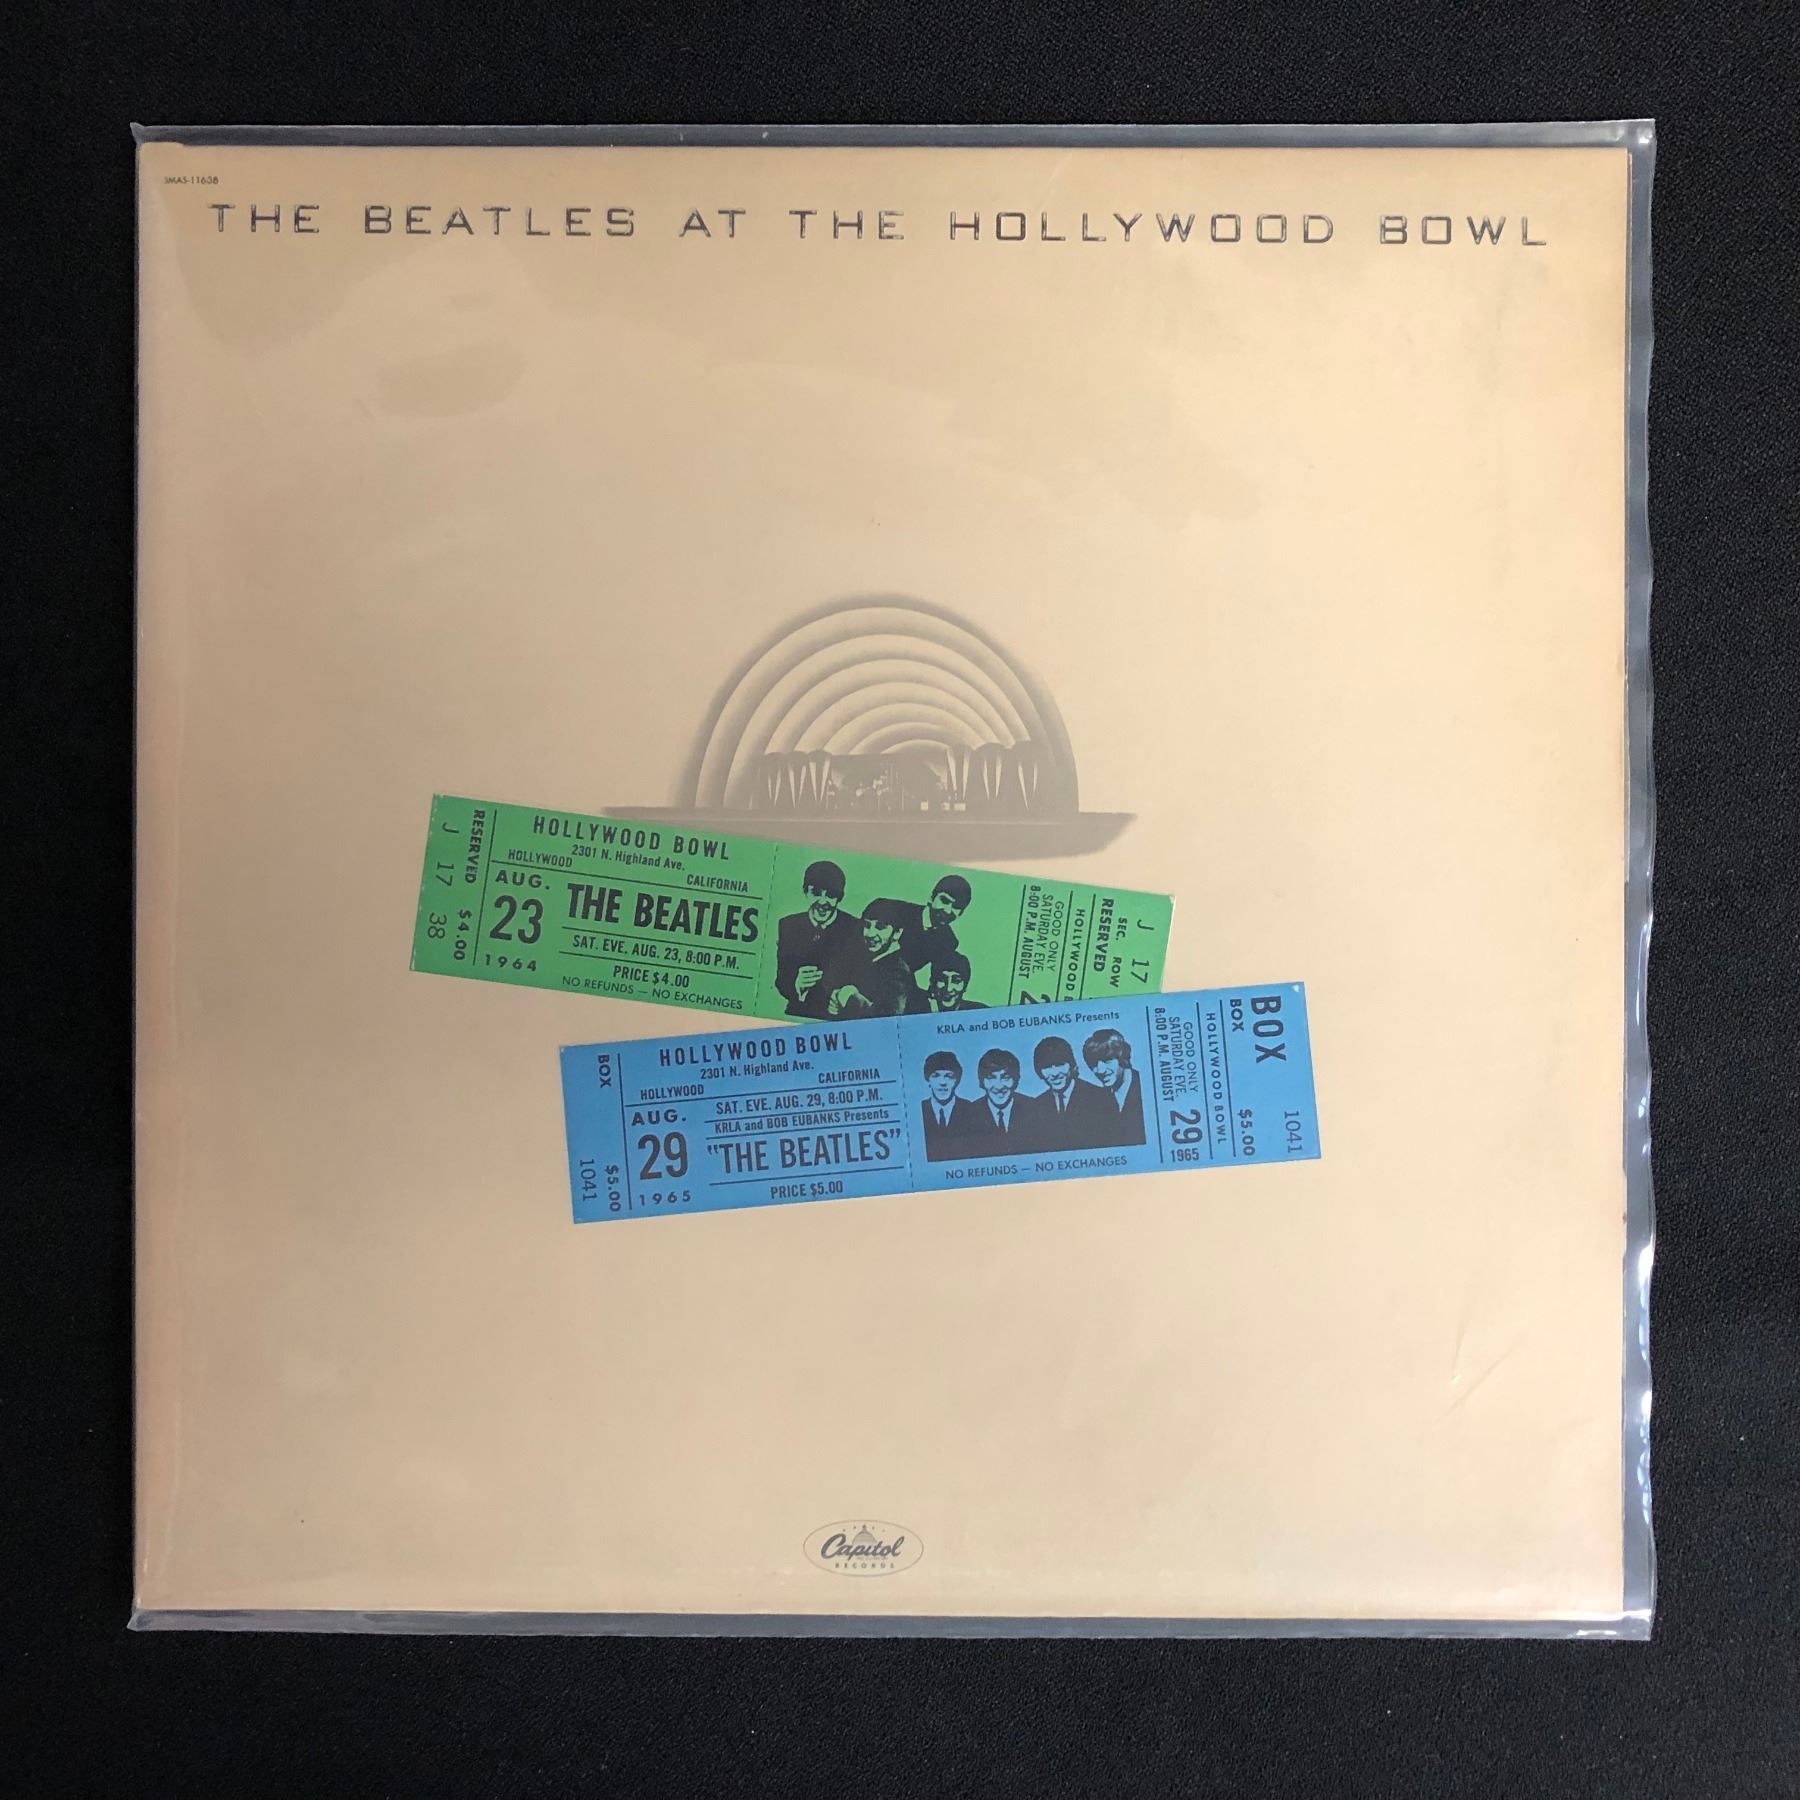 SMAS-11638
THE BEATLES AT THE HOLLYWOOD BOWL
RESERVED $4.00
J 17 38
HOLLYWOOD BOWL
2301 N. Highland Ave.
HOLLYWOOD CALIFORNIA
AUG.
23
1964
THE BEATLES
SAT. EVE. AUG. 23, 8:00 P.M.
PRICE $4.00
NO REFUNDS — NO EXCHANGES
GOOD ONLY
SATURDAY EVE.
8:00 P.M. AUGUST
2
HOLLYWOOD B
RESERVED
SEC. ROW
J 17
BOX $5.00
1041
HOLLYWOOD BOWL
2301 N. Highland Ave.
HOLLYWOOD CALIFORNIA
AUG.
29
1965
SAT. EVE. AUG. 29, 8:00 P.M.
KRLA and BOB EUBANKS Presents
"THE BEATLES"
PRICE $5.00
KRLA and BOB EUBANKS Presents
NO REFUNDS — NO EXCHANGES
GOOD ONLY
SATURDAY EVE.
8:00 P.M. AUGUST
29
1965
HOLLYWOOD BOWL
BOX $5.00
BOX
1041
Capitol
RECORDS